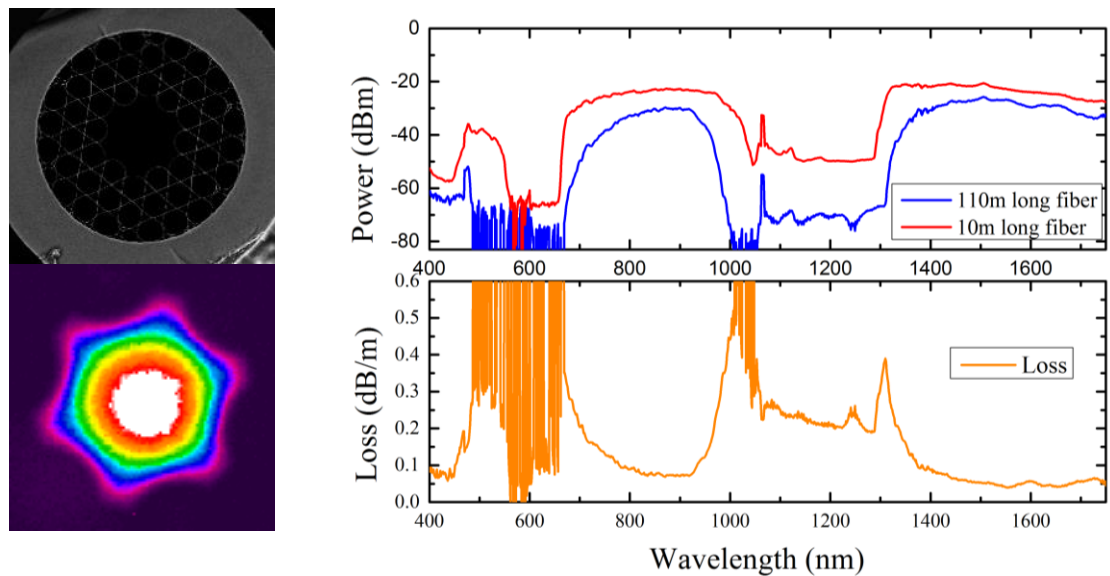 0
-20
-40
-60
-80
Power (dBm)
110m long fiber
10m long fiber
400 600 800 1000 1200 1400 1600
0.6
0.5
0.4
0.3
0.2
0.1
0.0
Loss (dB/m)
Loss
400 600 800 1000 1200 1400 1600
Wavelength (nm)